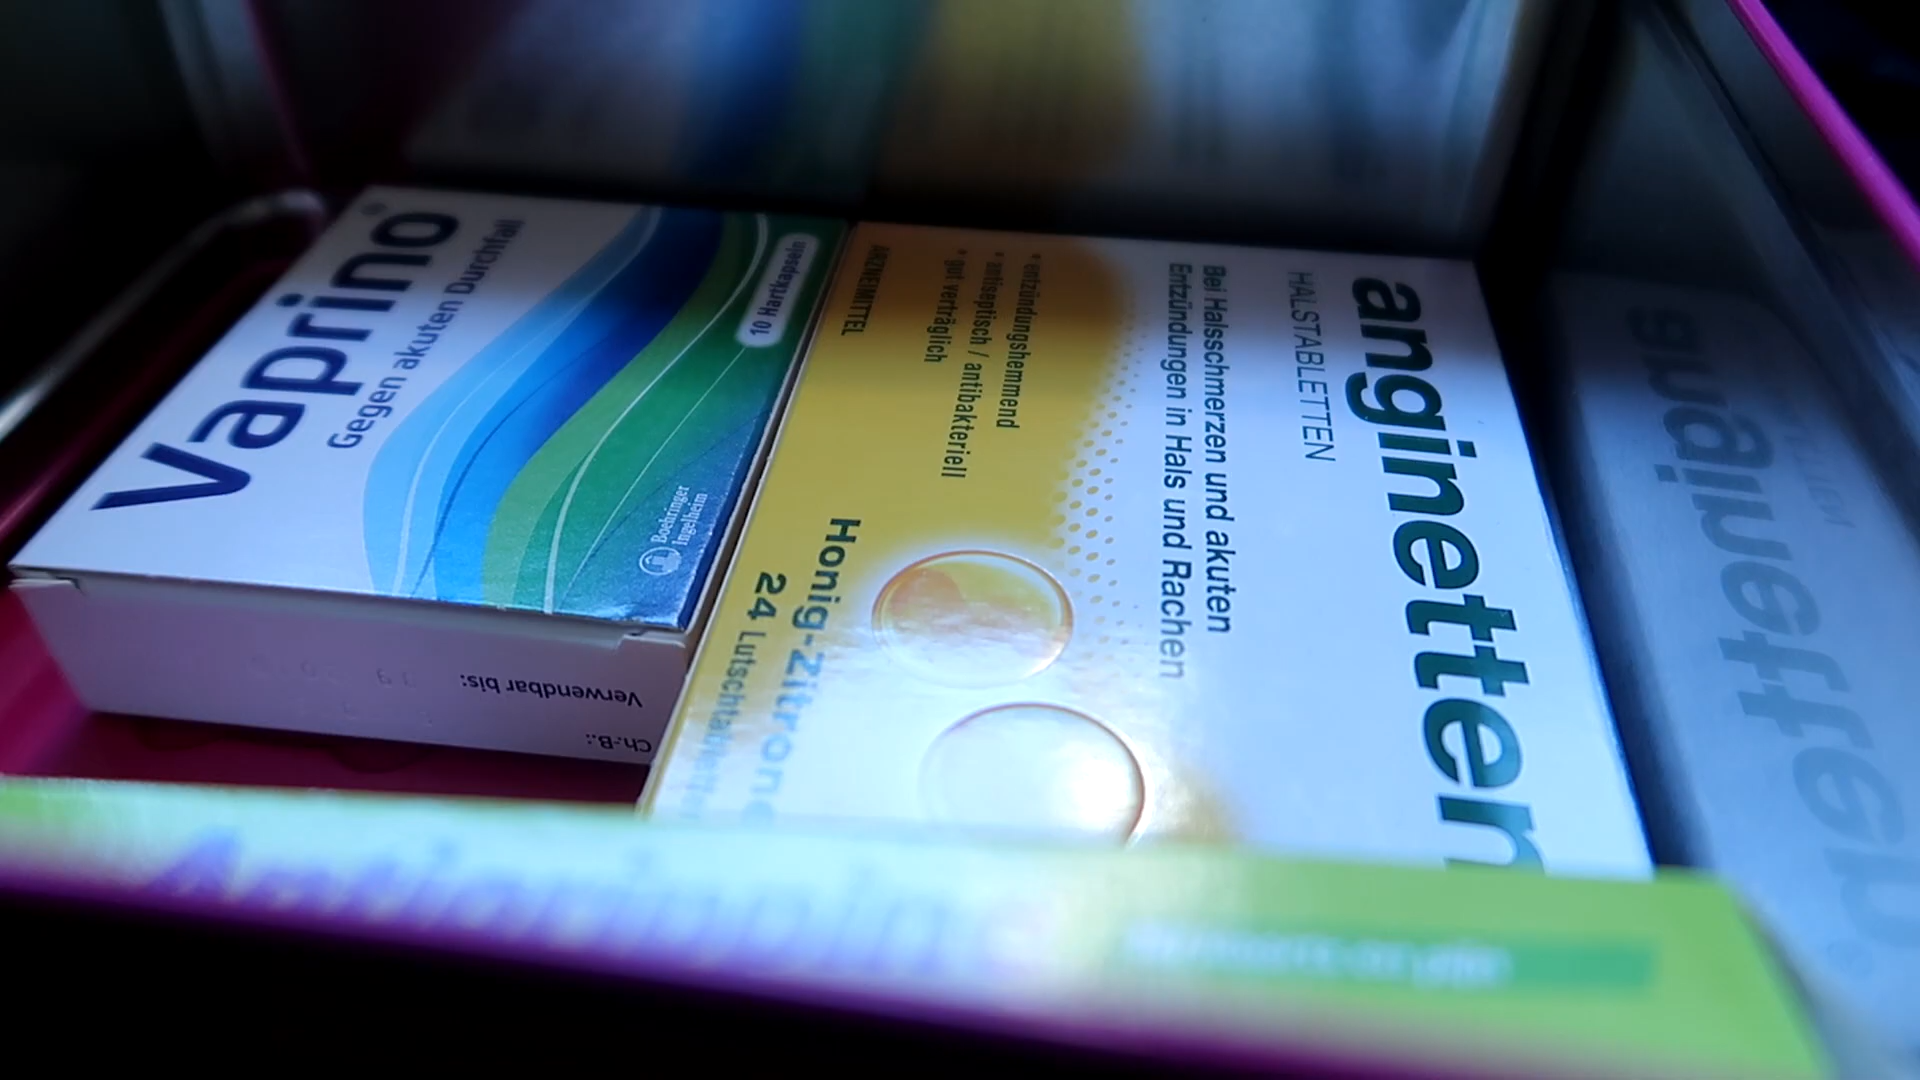 Vaprino®
Gegen akuten Durchfall
10 Hartkapseln
Boehringer
Ingelheim
Verwendbar bis:
Ch.-B.:
anginetten
HALSTABLETTEN
Bei Halsschmerzen und akuten
Entzündungen in Hals und Rachen
• entzündungshemmend
• antiseptisch / antibakteriell
• gut verträglich
ARZNEIMITTEL
Honig-Zitrone
24 Lutschtabletten